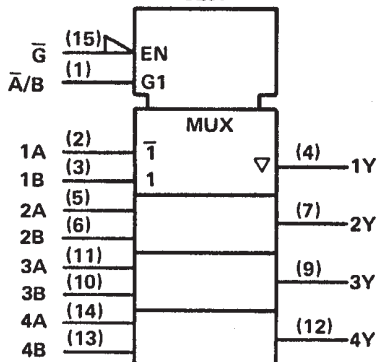 G̅ (15) EN
A̅/B (1) G1
MUX
1A (2) 1̅ (4) 1Y
1B (3) 1
2A (5) (7) 2Y
2B (6)
3A (11) (9) 3Y
3B (10)
4A (14) (12) 4Y
4B (13)